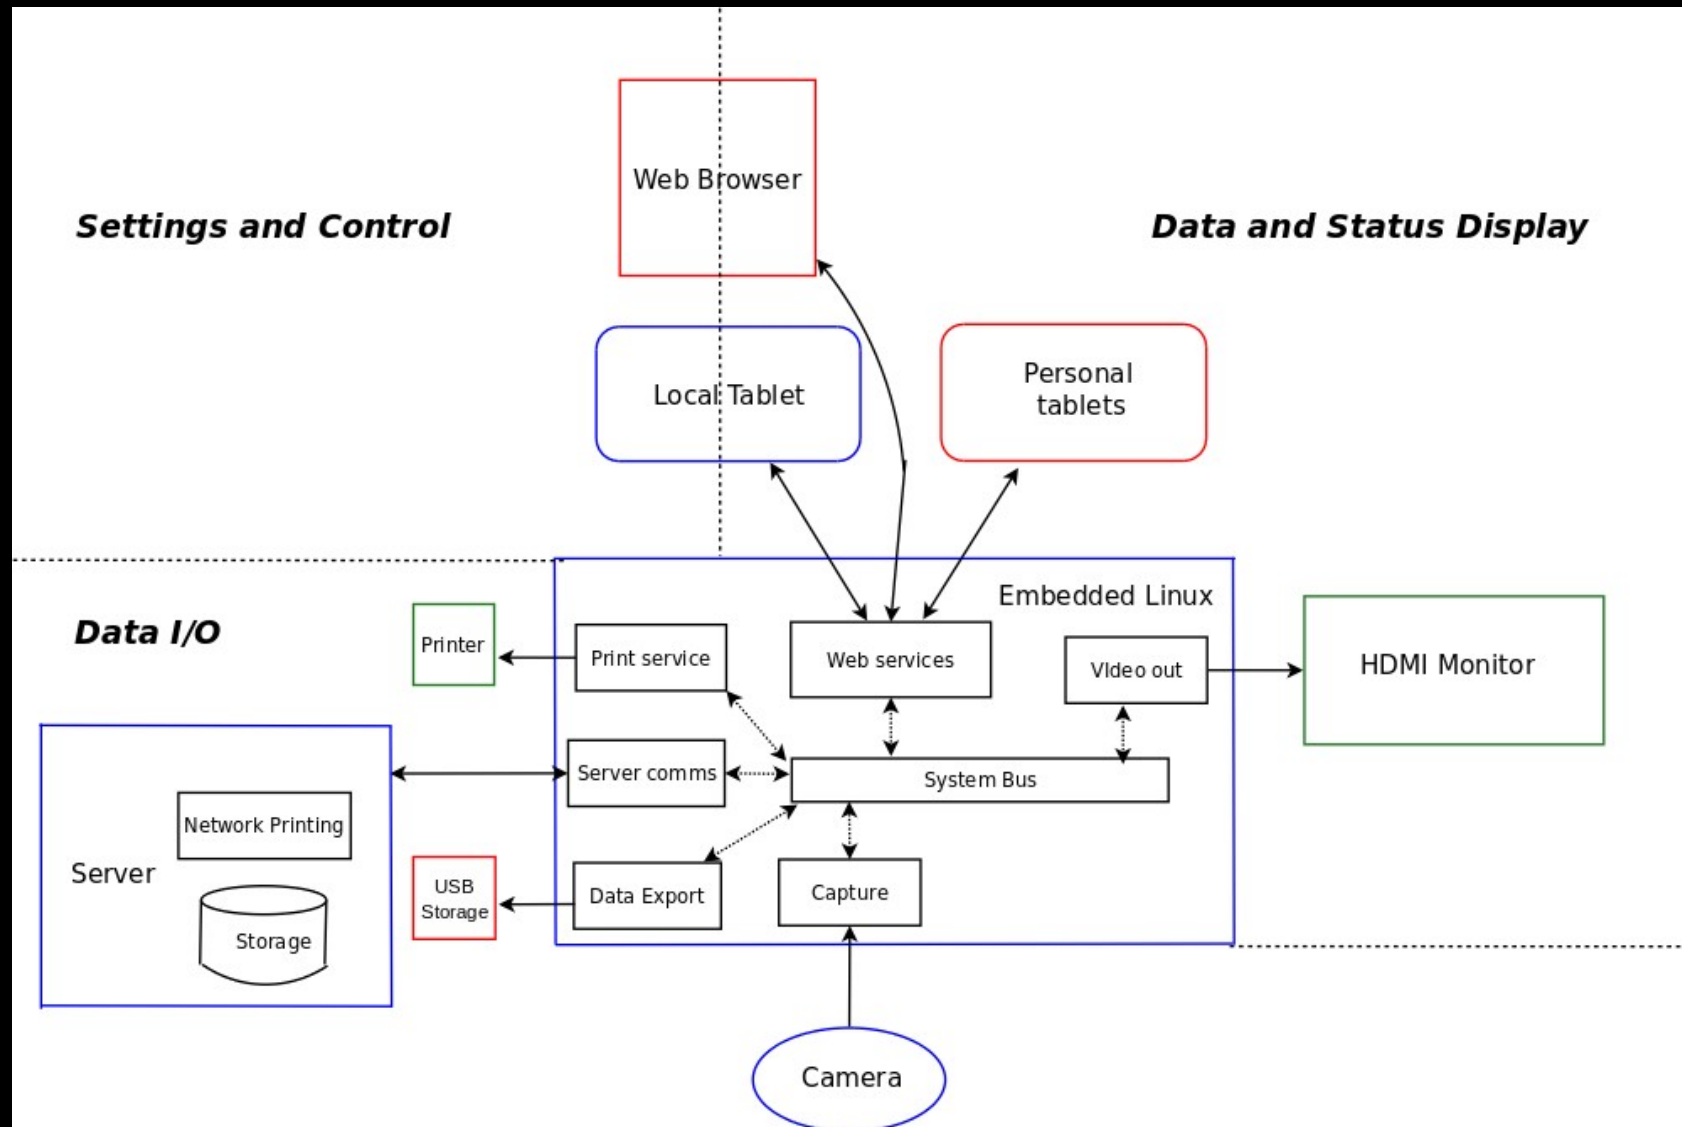 Web Browser
Settings and Control
Data and Status Display
Local Tablet
Personal
tablets
Embedded Linux
Data I/O
Printer
Print service
Web services
VIdeo out
HDMI Monitor
Server comms
System Bus
Network Printing
Server
USB
Storage
Data Export
Capture
Storage
Camera